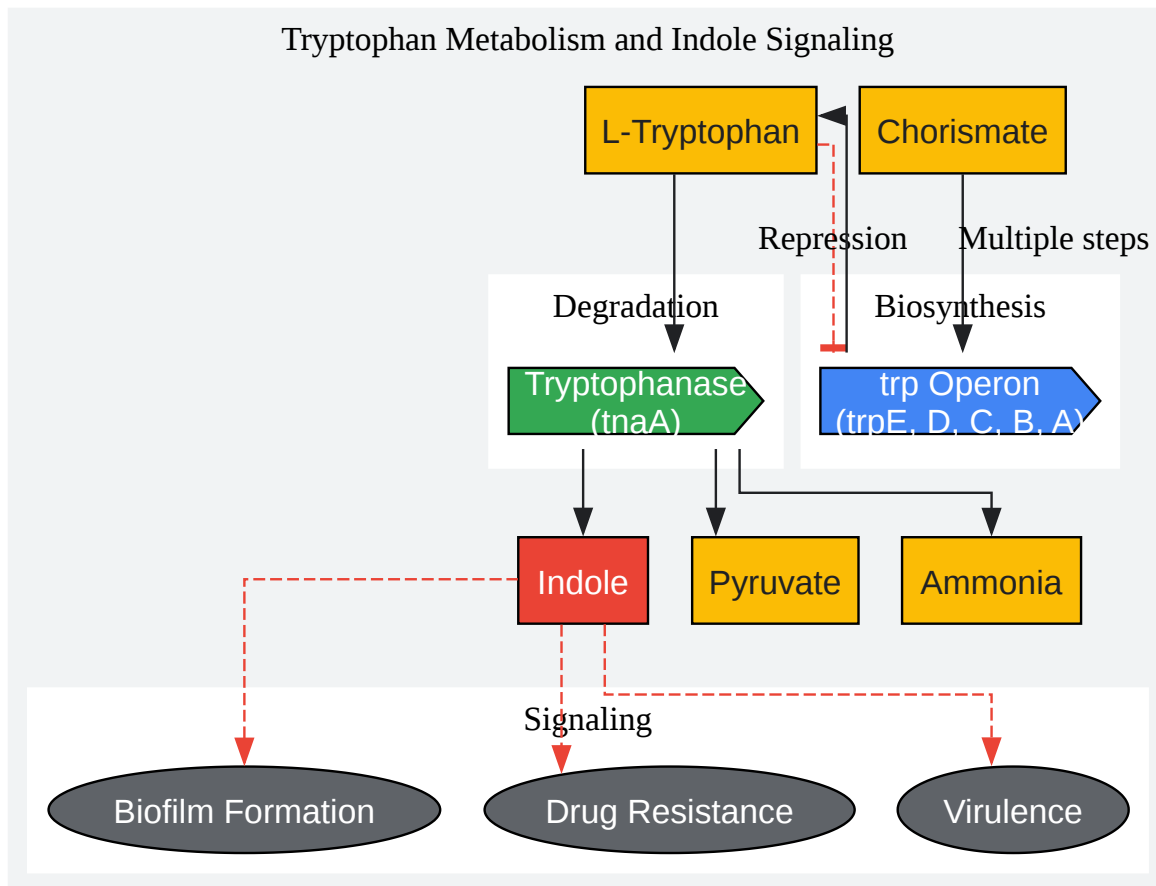 Tryptophan Metabolism and Indole Signaling
L-Tryptophan
Chorismate
Repression
Multiple steps
Degradation
Biosynthesis
Tryptophanase
(tnaA)
trp Operon
(trpE, D, C, B, A)
Indole
Pyruvate
Ammonia
Signaling
Biofilm Formation
Drug Resistance
Virulence